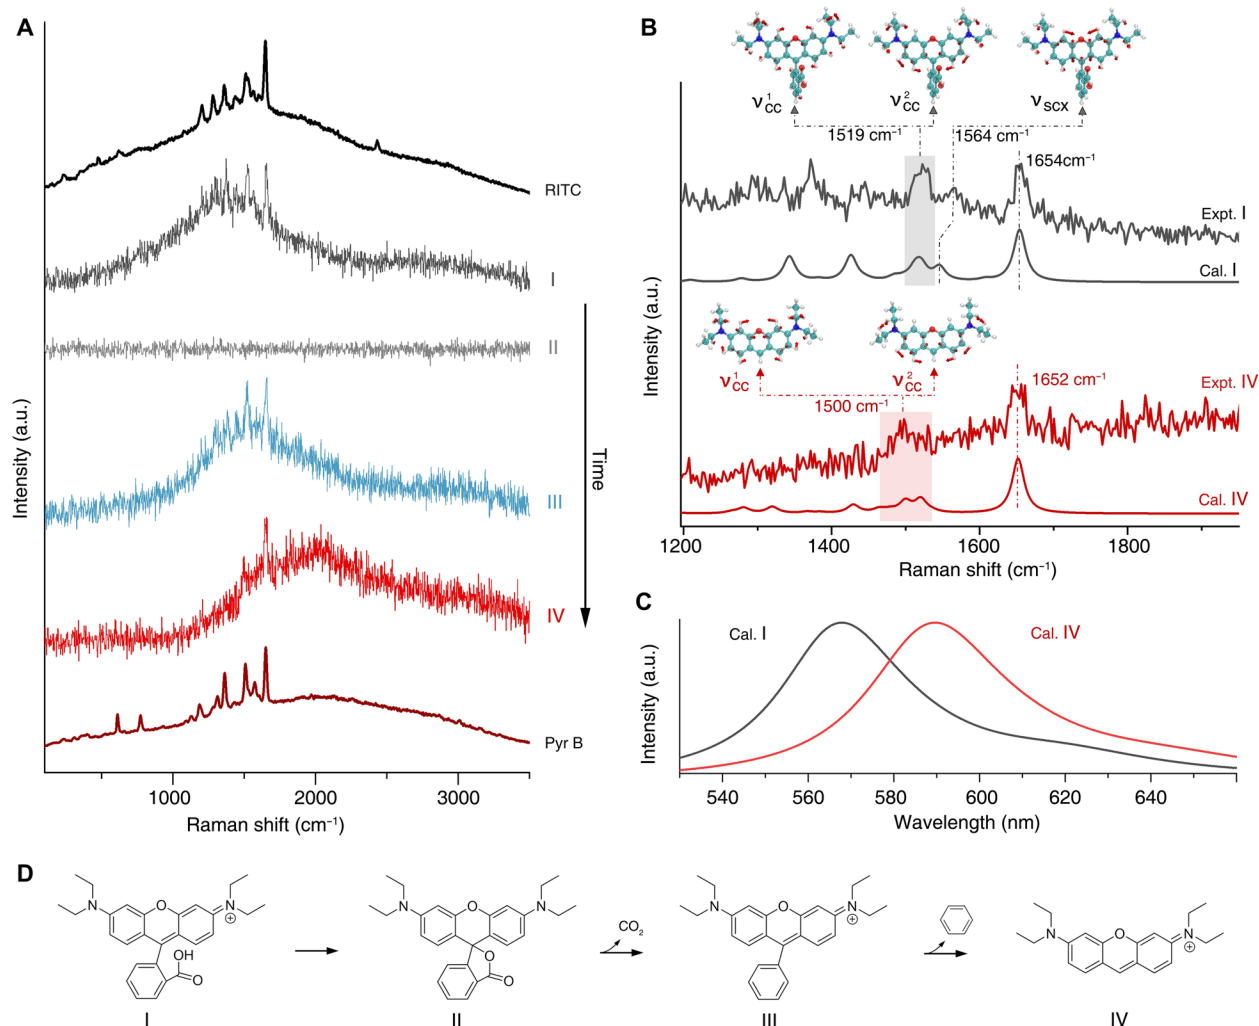 A
RITC
I
II
III
IV
Pyr B
Time
Intensity (a.u.)
1000 2000 3000
Raman shift (cm⁻¹)
B
ν¹CC ν²CC νSCX
1519 cm⁻¹ 1564 cm⁻¹
1654cm⁻¹
Expt. I
Cal. I
ν¹CC ν²CC
1500 cm⁻¹
1652 cm⁻¹
Expt. IV
Cal. IV
Intensity (a.u.)
1200 1400 1600 1800
Raman shift (cm⁻¹)
C
Cal. I Cal. IV
Intensity (a.u.)
540 560 580 600 620 640
Wavelength (nm)
D
N O N ⊕
OH
O
I
N O N
O
O
II
CO₂
N O N
⊕
III
N O N
⊕
IV